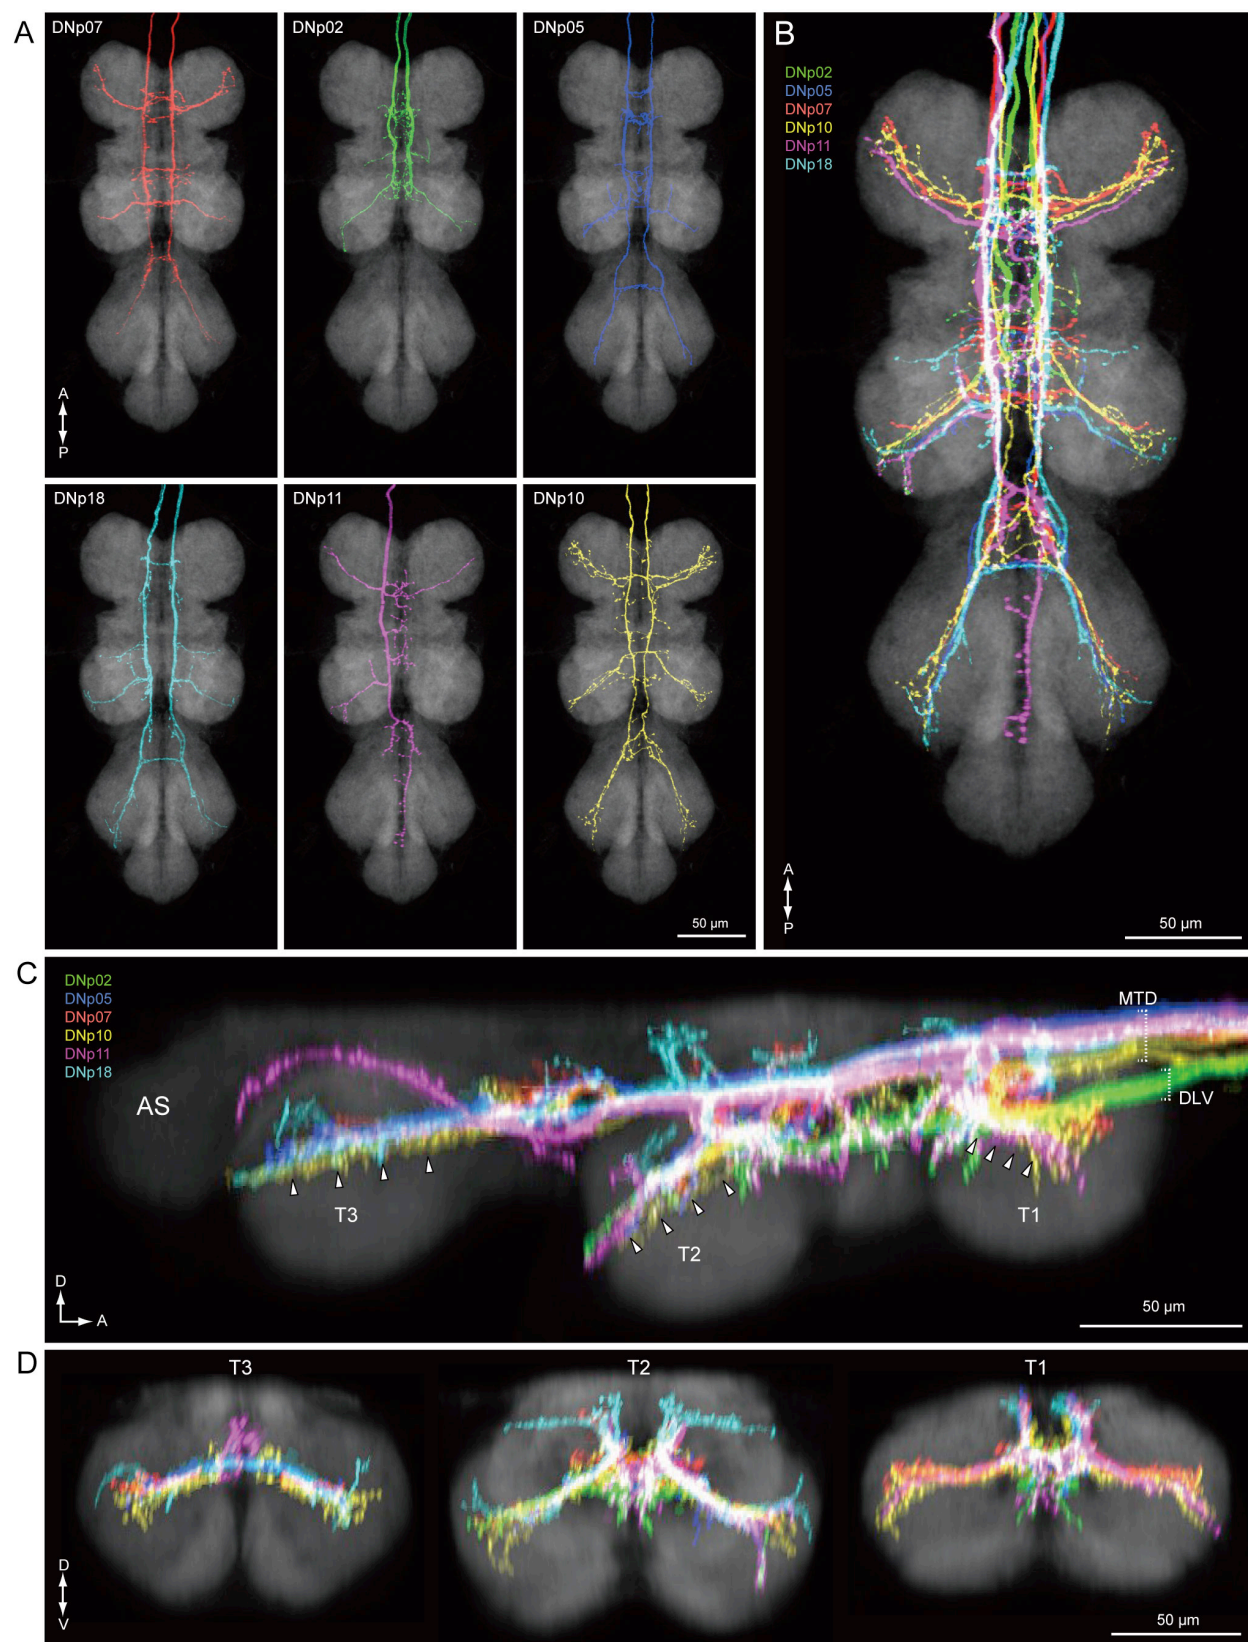 A
DNp07
DNp02
DNp05
A
P
DNp18
DNp11
DNp10
50 µm
B
DNp02
DNp05
DNp07
DNp10
DNp11
DNp18
A
P
50 µm
C
DNp02
DNp05
DNp07
DNp10
DNp11
DNp18
MTD
DLV
AS
T3
T2
T1
D
A
50 µm
D
T3
T2
T1
D
V
50 µm